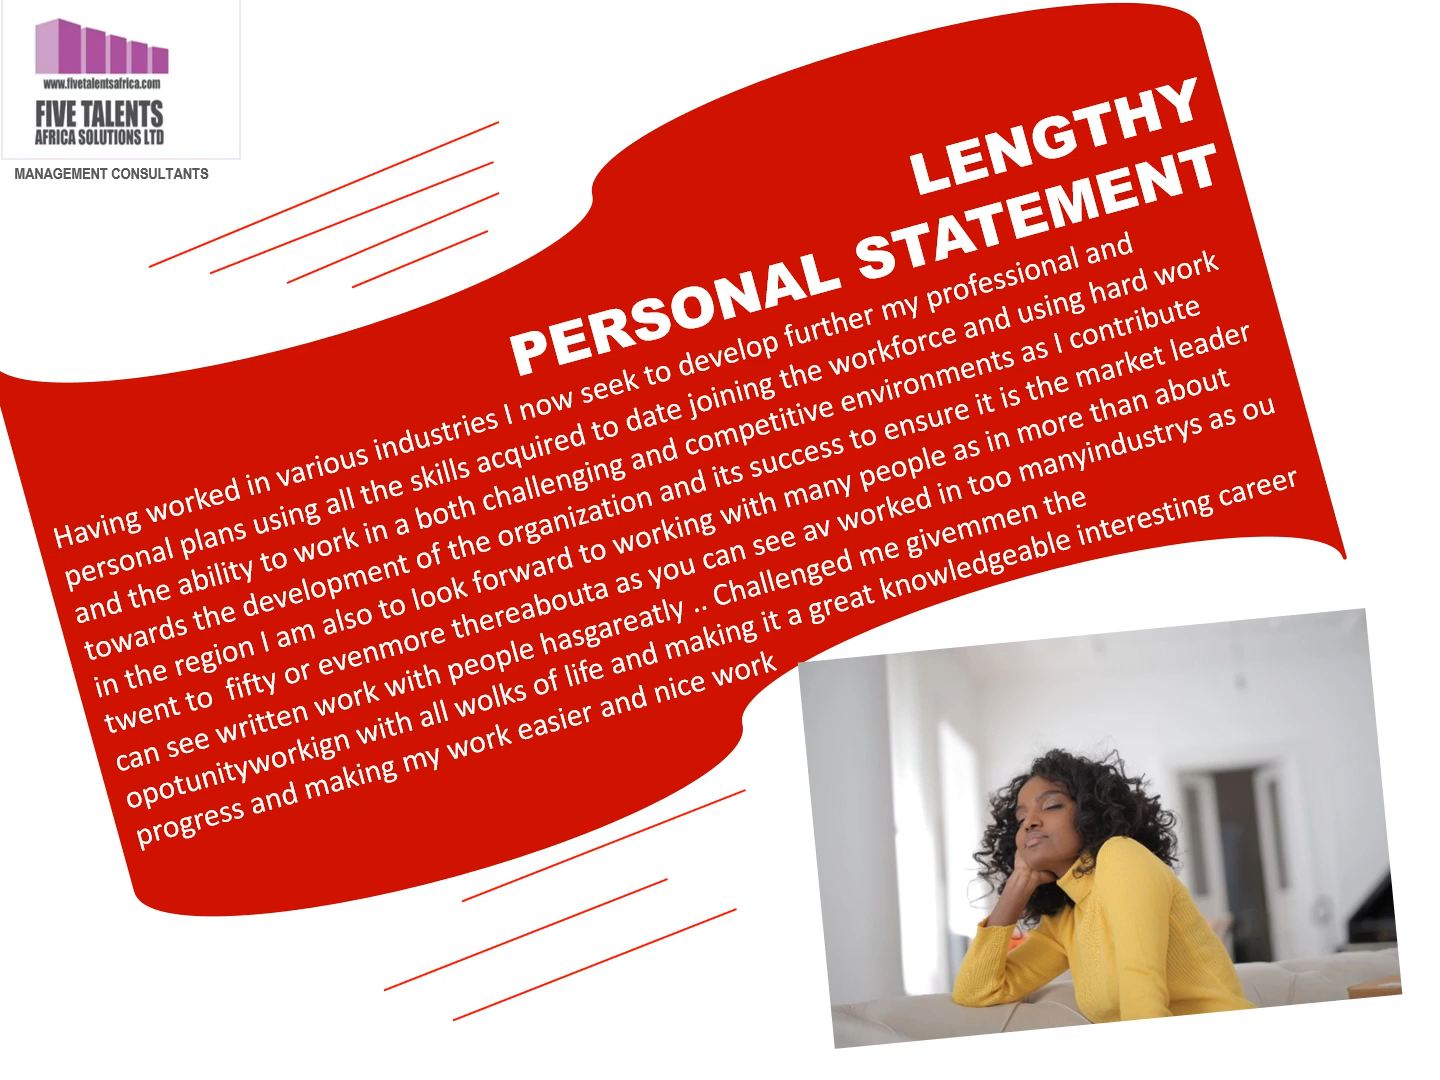 www.fivetalentsafrica.com
FIVE TALENTS
AFRICA SOLUTIONS LTD
MANAGEMENT CONSULTANTS
LENGTHY
PERSONAL STATEMENT
Having worked in various industries I now seek to develop further my professional and
personal plans using all the skills acquired to date joining the workforce and using hard work
and the ability to work in a both challenging and competitive environments as I contribute
towards the development of the organization and its success to ensure it is the market leader
in the region I am also to look forward to working with many people as in more than about
twent to  fifty or evenmore thereabouta as you can see av worked in too manyindustrys as ou
can see written work with people hasgareatly .. Challenged me givemmen the
opotunityworkign with all wolks of life and making it a great knowledgeable interesting career
progress and making my work easier and nice work